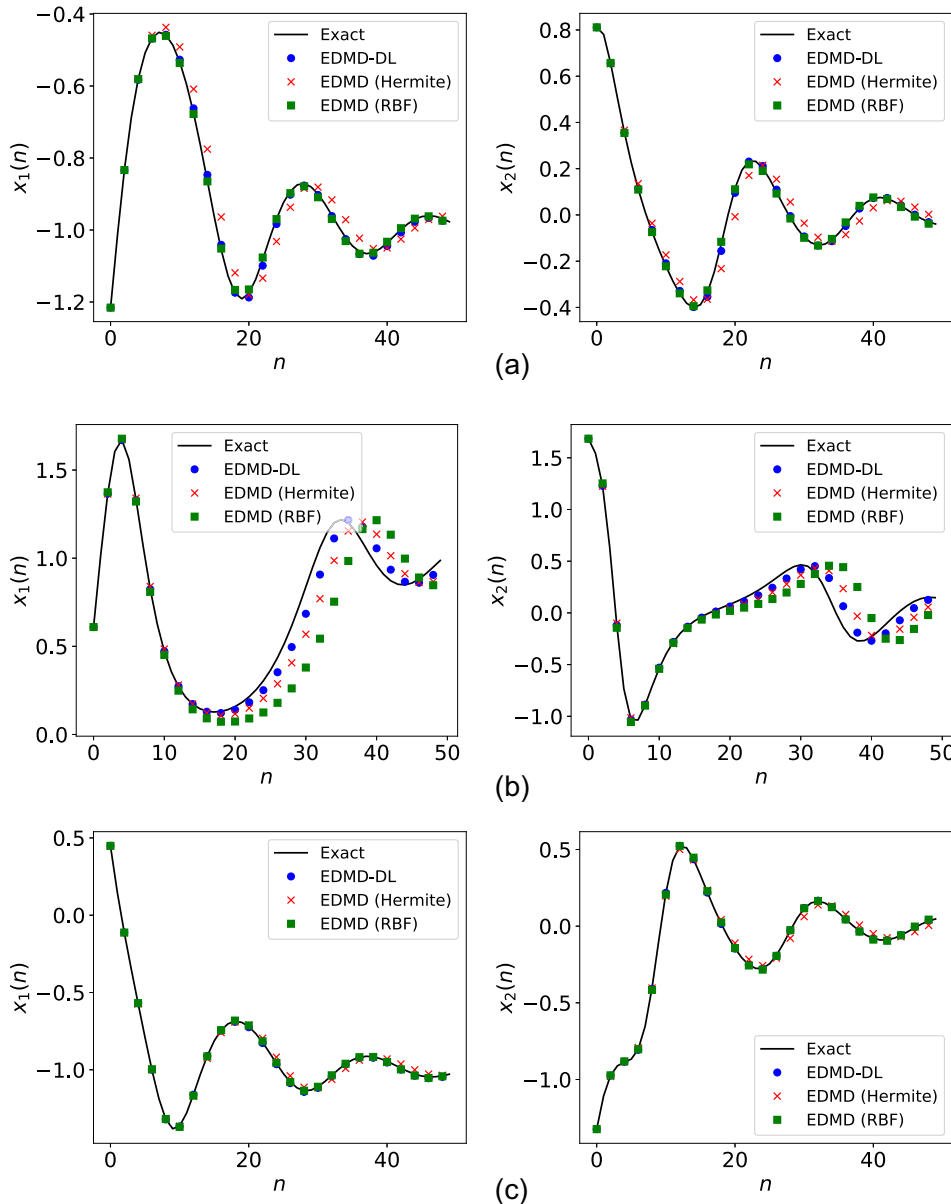 Exact
EDMD-DL
EDMD (Hermite)
EDMD (RBF)
−0.4
−0.6
−0.8
−1.0
−1.2
x₁(n)
0 20 40
n
Exact
EDMD-DL
EDMD (Hermite)
EDMD (RBF)
0.8
0.6
0.4
0.2
0.0
−0.2
−0.4
x₂(n)
0 20 40
n
(a)
Exact
EDMD-DL
EDMD (Hermite)
EDMD (RBF)
1.5
1.0
0.5
0.0
x₁(n)
0 10 20 30 40 50
n
Exact
EDMD-DL
EDMD (Hermite)
EDMD (RBF)
1.5
1.0
0.5
0.0
−0.5
−1.0
x₂(n)
0 10 20 30 40 50
n
(b)
Exact
EDMD-DL
EDMD (Hermite)
EDMD (RBF)
0.5
0.0
−0.5
−1.0
x₁(n)
0 20 40
n
0.5
0.0
−0.5
−1.0
x₂(n)
Exact
EDMD-DL
EDMD (Hermite)
EDMD (RBF)
0 20 40
n
(c)